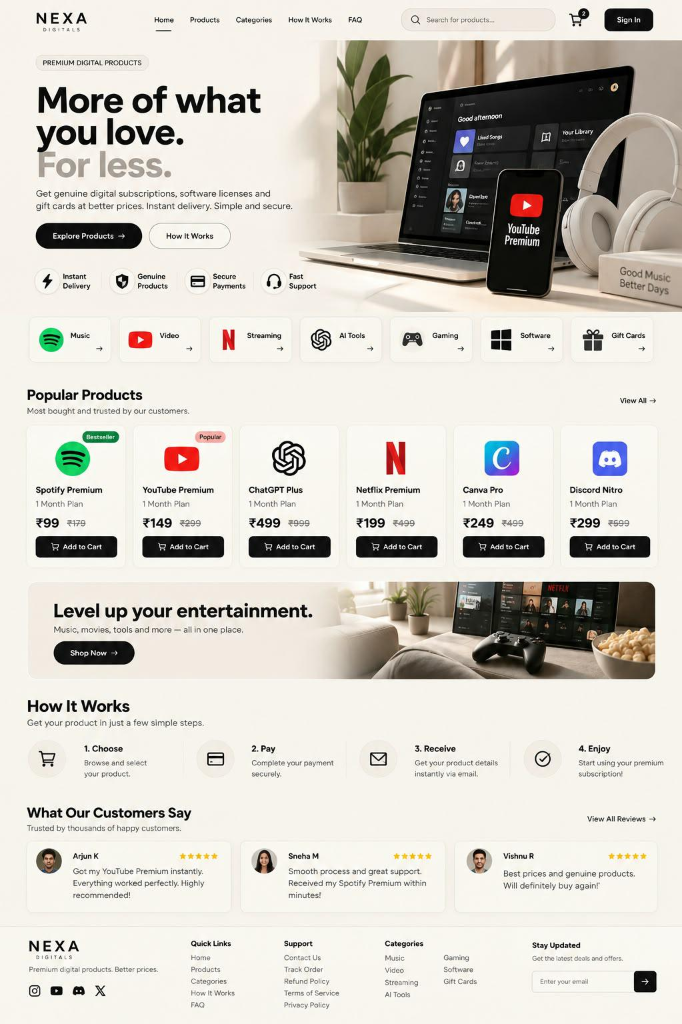 NEXA
DIGITALS
Home
Products
Categories
How It Works
FAQ
Search for products...
2
Sign In
PREMIUM DIGITAL PRODUCTS
More of what
you love.
For less.
Get genuine digital subscriptions, software licenses and
gift cards at better prices. Instant delivery. Simple and secure.
Explore Products →
How It Works
Instant
Delivery
Genuine
Products
Secure
Payments
Fast
Support
Good afternoon
Liked Songs
Your Library
YouTube
Premium
Good Music
Better Days
Music
→
Video
→
Streaming
→
AI Tools
→
Gaming
→
Software
→
Gift Cards
→
Popular Products
Most bought and trusted by our customers.
View All →
Bestseller
Spotify Premium
1 Month Plan
₹99 ₹179
Add to Cart
Popular
YouTube Premium
1 Month Plan
₹149 ₹299
Add to Cart
ChatGPT Plus
1 Month Plan
₹499 ₹999
Add to Cart
Netflix Premium
1 Month Plan
₹199 ₹499
Add to Cart
Canva Pro
1 Month Plan
₹249 ₹499
Add to Cart
Discord Nitro
1 Month Plan
₹299 ₹599
Add to Cart
Level up your entertainment.
Music, movies, tools and more — all in one place.
Shop Now →
NETFLIX
How It Works
Get your product in just a few simple steps.
1. Choose
Browse and select
your product.
2. Pay
Complete your payment
securely.
3. Receive
Get your product details
instantly via email.
4. Enjoy
Start using your premium
subscription!
What Our Customers Say
Trusted by thousands of happy customers.
View All Reviews →
Arjun K
Got my YouTube Premium instantly.
Everything worked perfectly. Highly
recommended!
Sneha M
Smooth process and great support.
Received my Spotify Premium within
minutes!
Vishnu R
Best prices and genuine products.
Will definitely buy again!'
NEXA
DIGITALS
Premium digital products. Better prices.
Quick Links
Home
Products
Categories
How It Works
FAQ
Support
Contact Us
Track Order
Refund Policy
Terms of Service
Privacy Policy
Categories
Music
Video
Streaming
AI Tools
Gaming
Software
Gift Cards
Stay Updated
Get the latest deals and offers.
Enter your email
→